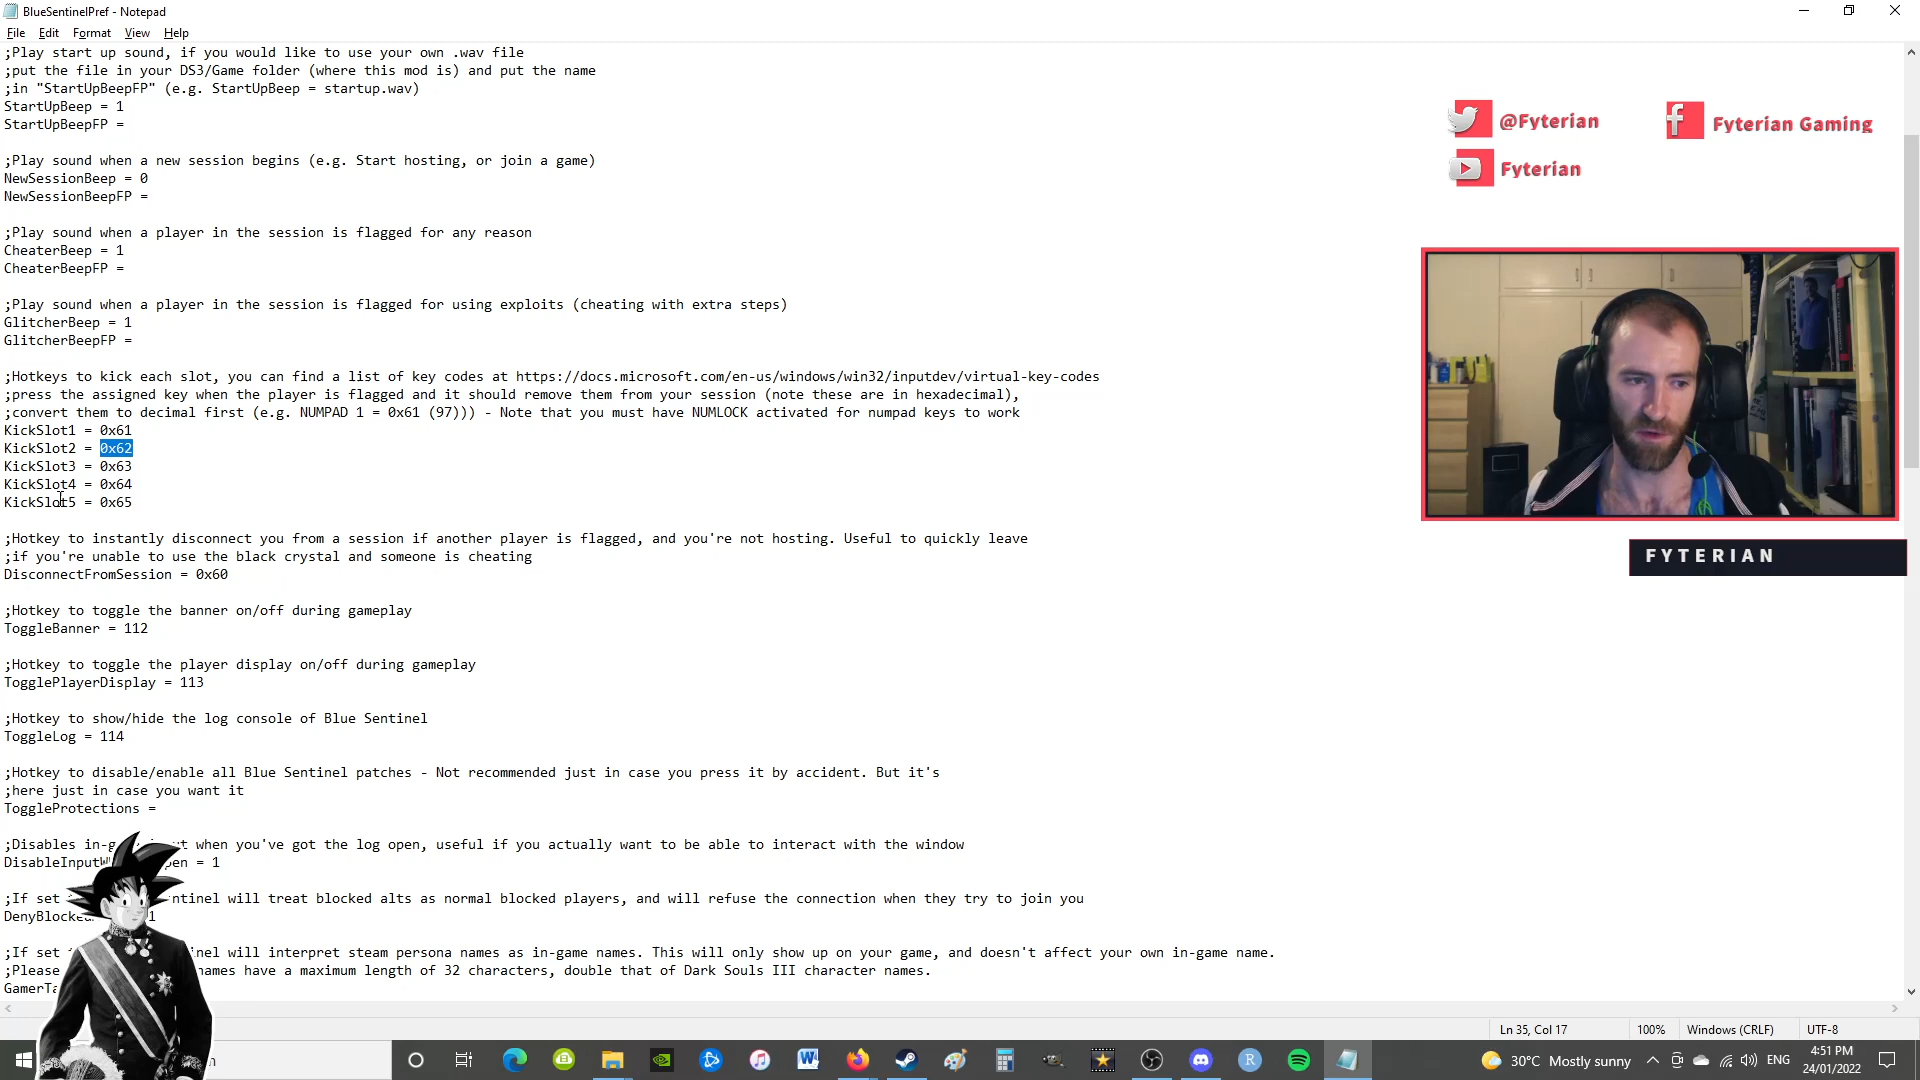 BlueSentinelPref - Notepad
File Edit Format View Help
;Play start up sound, if you would like to use your own .wav file
;put the file in your DS3/Game folder (where this mod is) and put the name
;in "StartUpBeepFP" (e.g. StartUpBeep = startup.wav)
StartUpBeep = 1
StartUpBeepFP =
;Play sound when a new session begins (e.g. Start hosting, or join a game)
NewSessionBeep = 0
NewSessionBeepFP =
;Play sound when a player in the session is flagged for any reason
CheaterBeep = 1
CheaterBeepFP =
;Play sound when a player in the session is flagged for using exploits (cheating with extra steps)
GlitcherBeep = 1
GlitcherBeepFP =
;Hotkeys to kick each slot, you can find a list of key codes at https://docs.microsoft.com/en-us/windows/win32/inputdev/virtual-key-codes
;press the assigned key when the player is flagged and it should remove them from your session (note these are in hexadecimal),
;convert them to decimal first (e.g. NUMPAD 1 = 0x61 (97))) - Note that you must have NUMLOCK activated for numpad keys to work
KickSlot1 = 0x61
KickSlot2 = 0x62
KickSlot3 = 0x63
KickSlot4 = 0x64
KickSlot5 = 0x65
;Hotkey to instantly disconnect you from a session if another player is flagged, and you're not hosting. Useful to quickly leave
;if you're unable to use the black crystal and someone is cheating
DisconnectFromSession = 0x60
;Hotkey to toggle the banner on/off during gameplay
ToggleBanner = 112
;Hotkey to toggle the player display on/off during gameplay
TogglePlayerDisplay = 113
;Hotkey to show/hide the log console of Blue Sentinel
ToggleLog = 114
;Hotkey to disable/enable all Blue Sentinel patches - Not recommended just in case you press it by accident. But it's
;here just in case you want it
ToggleProtections =
;Disables in-g t when you've got the log open, useful if you actually want to be able to interact with the window
DisableInputW en = 1
;If set ntinel will treat blocked alts as normal blocked players, and will refuse the connection when they try to join you
DenyBlocke 1
;If set nel will interpret steam persona names as in-game names. This will only show up on your game, and doesn't affect your own in-game name.
;Please names have a maximum length of 32 characters, double that of Dark Souls III character names.
GamerTa
@Fyterian
Fyterian Gaming
Fyterian
FYTERIAN
Ln 35, Col 17 100% Windows (CRLF) UTF-8
30°C Mostly sunny ENG
4:51 PM
24/01/2022